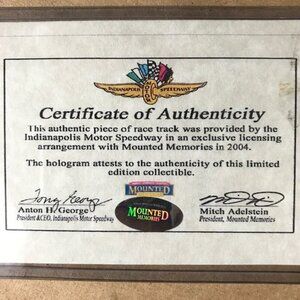 INDIANAPOLIS SPEEDWAY
Certificate of Authenticity
This authentic piece of race track was provided by the
Indianapolis Motor Speedway in an exclusive licensing
arrangement with Mounted Memories in 2004.
The hologram attests to the authenticity of this limited
edition collectible.
MOUNTED
MOUNTED
MEMORIES
Tony George
Anton H. George
President &CEO, Indianapolis Motor Speedway
Mitch Adelstein
President, Mounted Memories